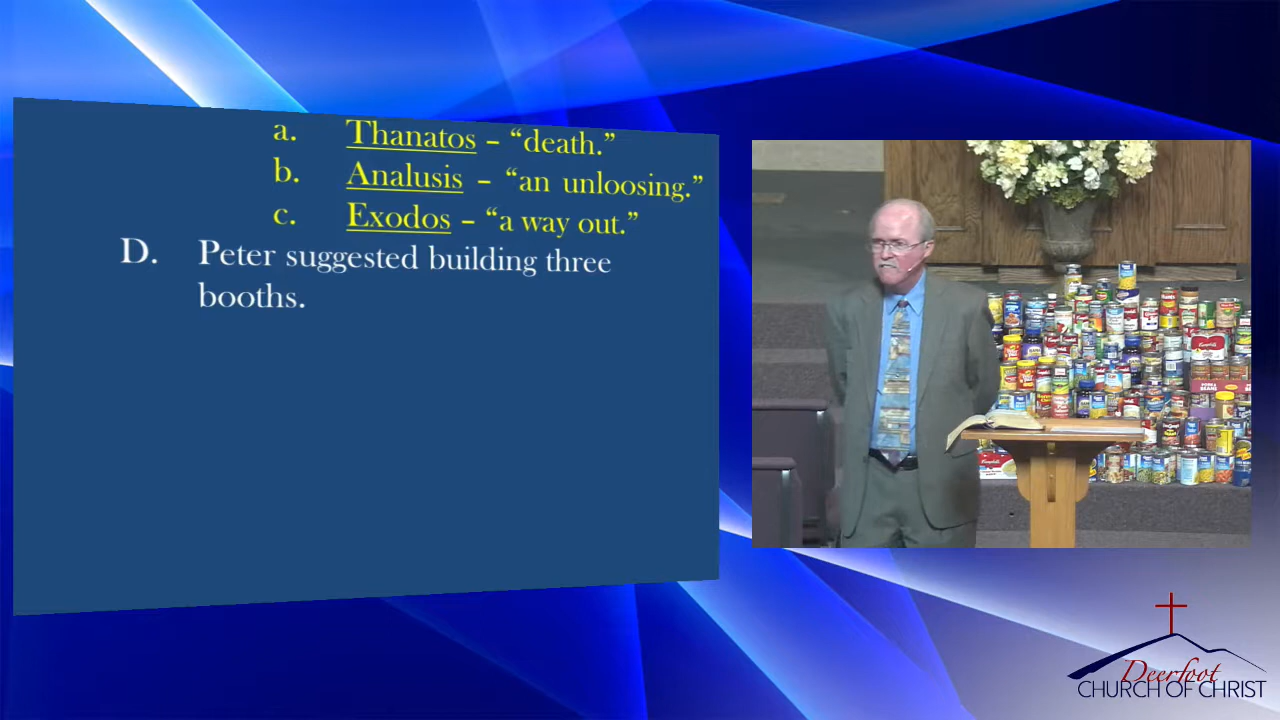 a. Thanatos – “death.”
b. Analusis – “an unloosing.”
c. Exodos – “a way out.”
D. Peter suggested building three
booths.
Deerfoot
CHURCH OF CHRIST